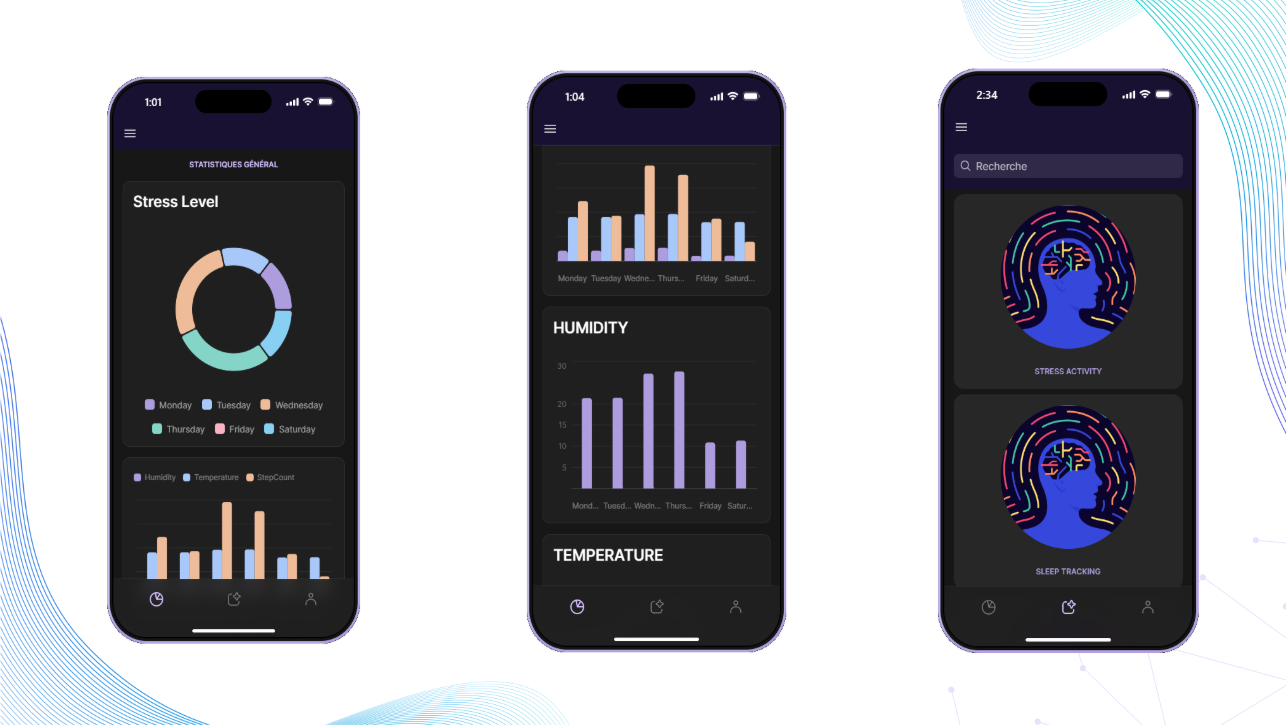 1:01
STATISTIQUES GÉNÉRAL
Stress Level
Monday Tuesday Wednesday
Thursday Friday Saturday
Humidity Temperature StepCount
1:04
Monday Tuesday Wedne... Thurs... Friday Saturd...
HUMIDITY
30
20
15
10
5
Mond... Tuesd... Wedn... Thurs... Friday Satur...
TEMPERATURE
2:34
Recherche
STRESS ACTIVITY
SLEEP TRACKING